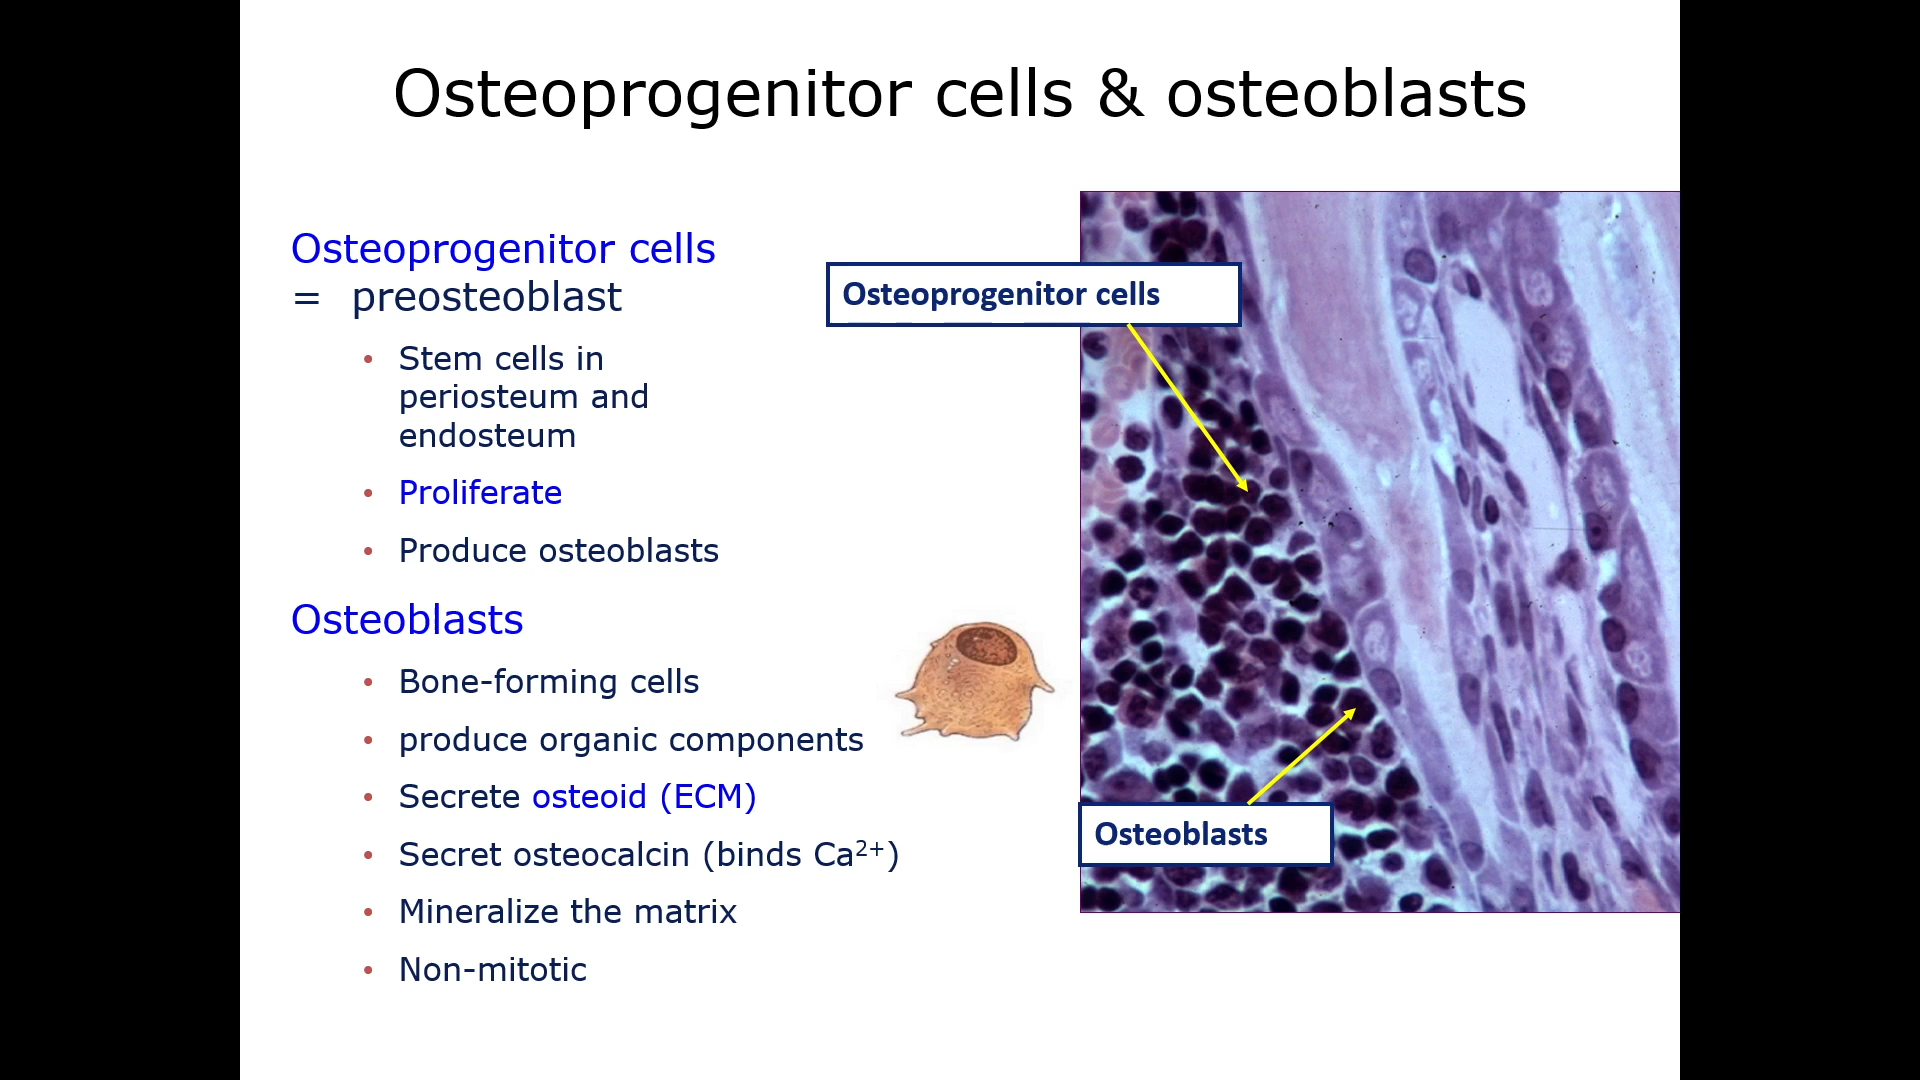 Osteoprogenitor cells & osteoblasts
Osteoprogenitor cells
= preosteoblast
• Stem cells in
periosteum and
endosteum
• Proliferate
• Produce osteoblasts
Osteoblasts
• Bone-forming cells
• produce organic components
• Secrete osteoid (ECM)
• Secret osteocalcin (binds Ca²⁺)
• Mineralize the matrix
• Non-mitotic
Osteoprogenitor cells
Osteoblasts